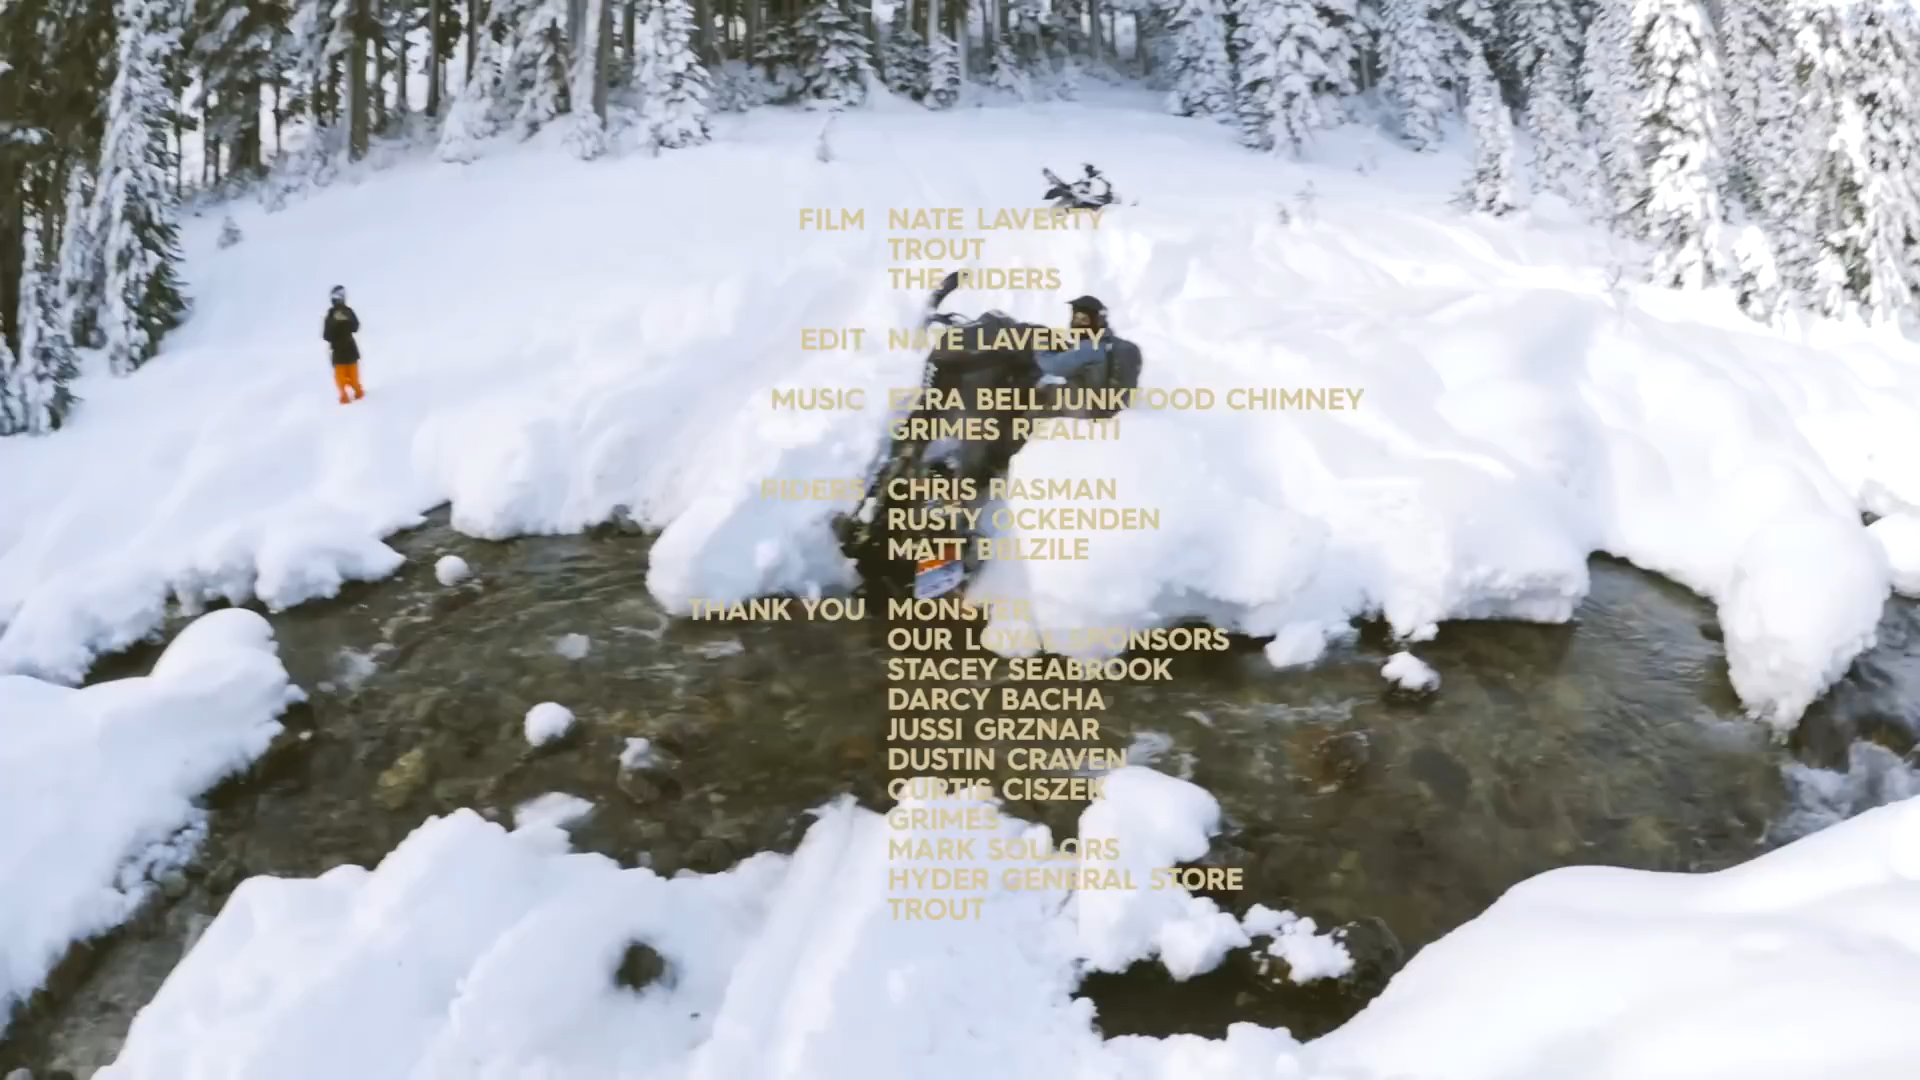 FILM NATE LAVERTY
TROUT
THE RIDERS
EDIT NATE LAVERTY
MUSIC EZRA BELL JUNKFOOD CHIMNEY
GRIMES REALITI
RIDERS CHRIS RASMAN
RUSTY OCKENDEN
MATT BELZILE
THANK YOU MONSTER
OUR LOYAL SPONSORS
STACEY SEABROOK
DARCY BACHA
JUSSI GRZNAR
DUSTIN CRAVEN
CURTIS CISZEK
GRIMES
MARK SOLLORS
HYDER GENERAL STORE
TROUT